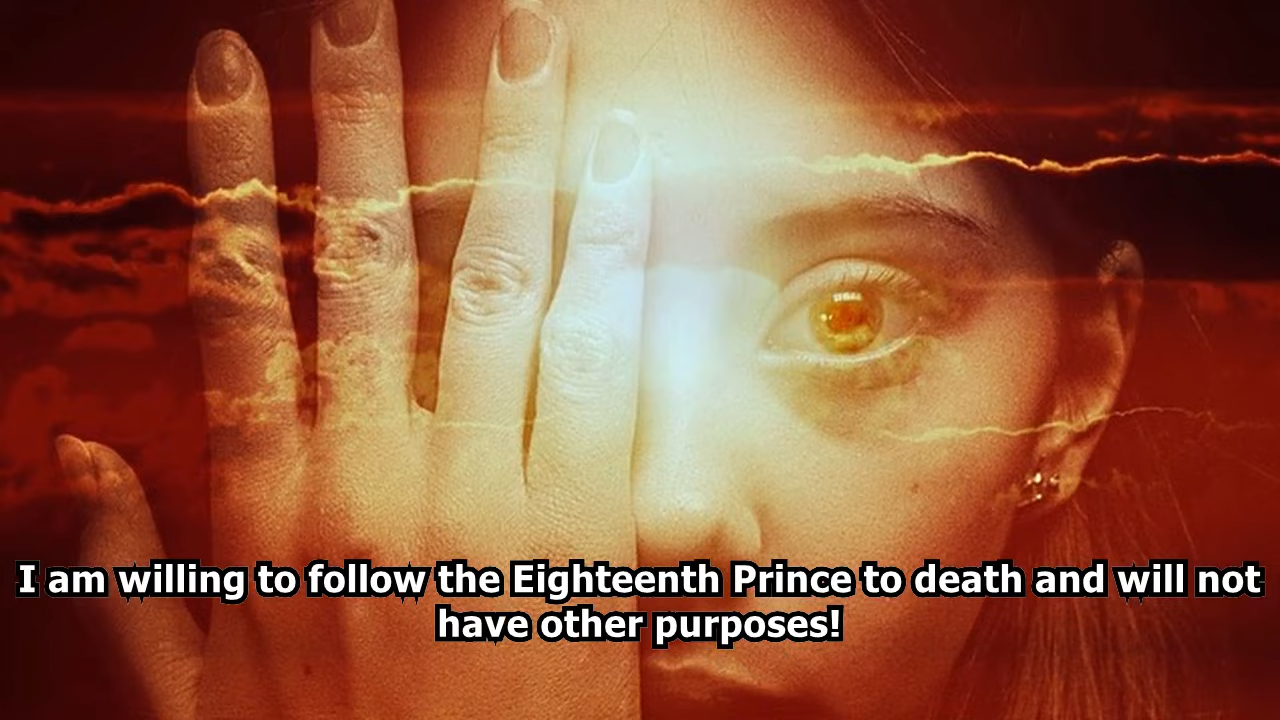 I am willing to follow the Eighteenth Prince to death and will not
have other purposes!